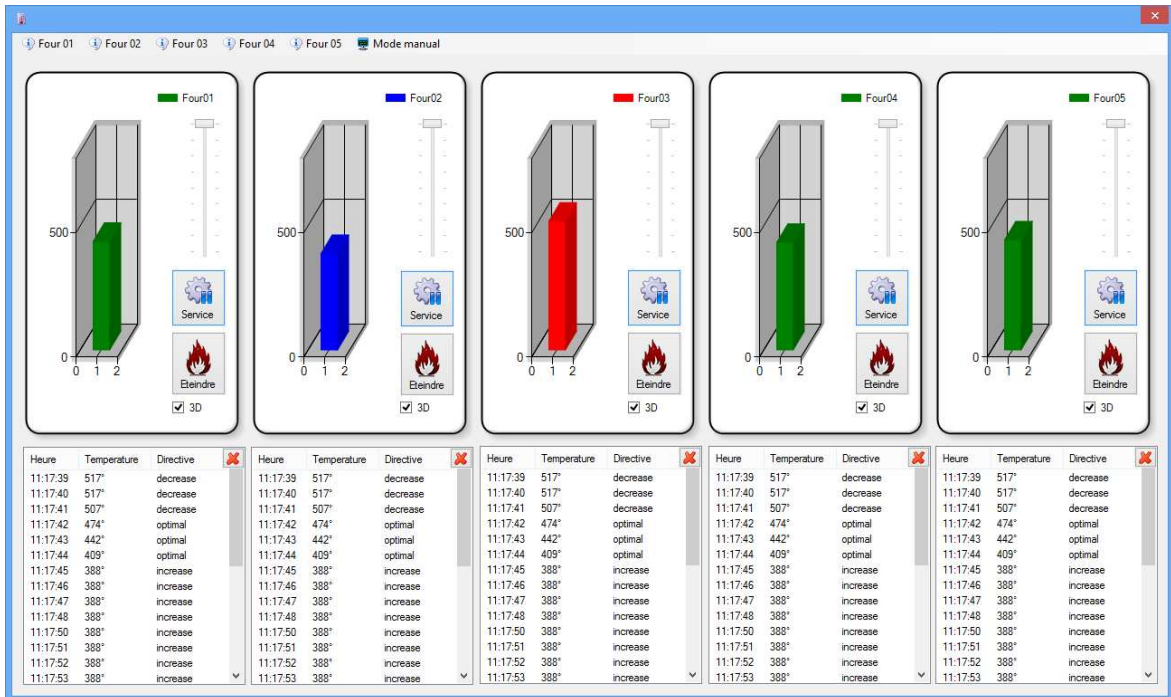 Four 01 Four 02 Four 03 Four 04 Four 05 Mode manual
Four01
500
0
0 1 2
Service
Eteindre
3D
Four02
500
0
0 1 2
Service
Eteindre
3D
Four03
500
0
0 1 2
Service
Eteindre
3D
Four04
500
0
0 1 2
Service
Eteindre
3D
Four05
500
0
0 1 2
Service
Eteindre
3D
Heure Temperature Directive
11:17:39 517° decrease
11:17:40 517° decrease
11:17:41 507° decrease
11:17:42 474° optimal
11:17:43 442° optimal
11:17:44 409° optimal
11:17:45 388° increase
11:17:46 388° increase
11:17:47 388° increase
11:17:48 388° increase
11:17:50 388° increase
11:17:51 388° increase
11:17:52 388° increase
11:17:53 388° increase
Heure Temperature Directive
11:17:39 517° decrease
11:17:40 517° decrease
11:17:41 507° decrease
11:17:42 474° optimal
11:17:43 442° optimal
11:17:44 409° optimal
11:17:45 388° increase
11:17:46 388° increase
11:17:47 388° increase
11:17:48 388° increase
11:17:50 388° increase
11:17:51 388° increase
11:17:52 388° increase
11:17:53 388° increase
Heure Temperature Directive
11:17:39 517° decrease
11:17:40 517° decrease
11:17:41 507° decrease
11:17:42 474° optimal
11:17:43 442° optimal
11:17:44 409° optimal
11:17:45 388° increase
11:17:46 388° increase
11:17:47 388° increase
11:17:48 388° increase
11:17:50 388° increase
11:17:51 388° increase
11:17:52 388° increase
11:17:53 388° increase
Heure Temperature Directive
11:17:39 517° decrease
11:17:40 517° decrease
11:17:41 507° decrease
11:17:42 474° optimal
11:17:43 442° optimal
11:17:44 409° optimal
11:17:45 388° increase
11:17:46 388° increase
11:17:47 388° increase
11:17:48 388° increase
11:17:50 388° increase
11:17:51 388° increase
11:17:52 388° increase
11:17:53 388° increase
Heure Temperature Directive
11:17:39 517° decrease
11:17:40 517° decrease
11:17:41 507° decrease
11:17:42 474° optimal
11:17:43 442° optimal
11:17:44 409° optimal
11:17:45 388° increase
11:17:46 388° increase
11:17:47 388° increase
11:17:48 388° increase
11:17:50 388° increase
11:17:51 388° increase
11:17:52 388° increase
11:17:53 388° increase